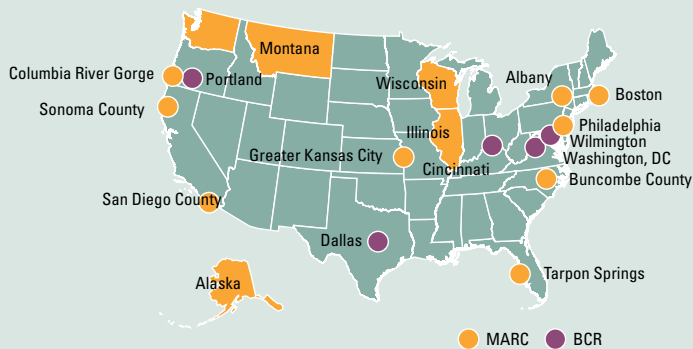 Montana
Columbia River Gorge
Portland
Wisconsin
Albany
Boston
Sonoma County
Philadelphia
Illinois
Wilmington
Greater Kansas City
Washington, DC
Cincinnati
Buncombe County
San Diego County
Dallas
Tarpon Springs
Alaska
MARC
BCR